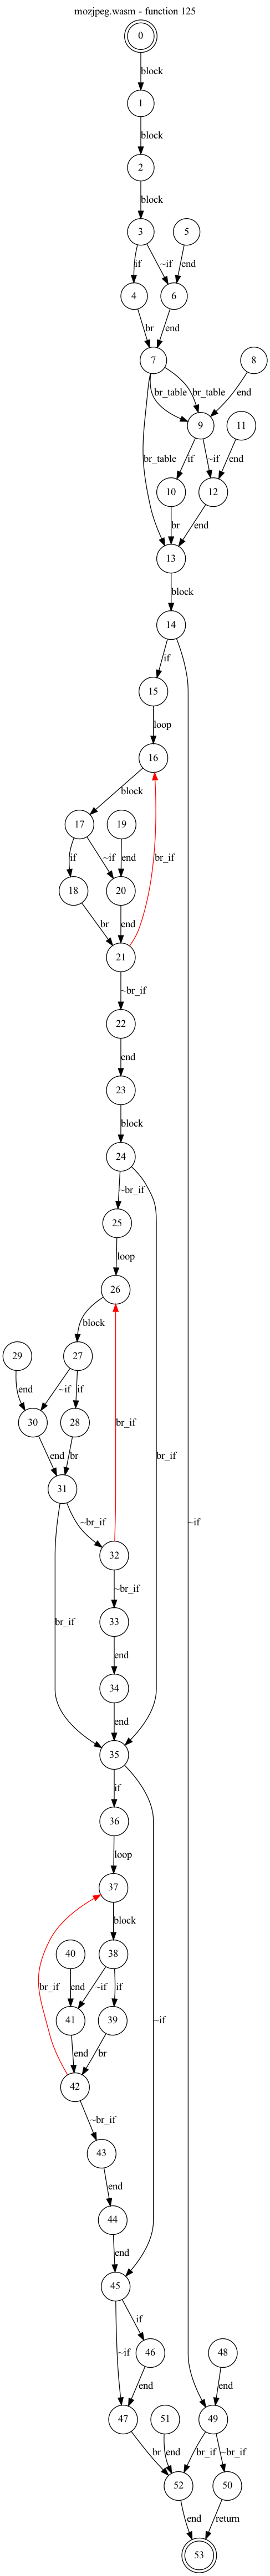 mozjpeg.wasm - function 125
0
block
1
block
2
block
3
5
if
~if
end
4
6
br
end
7
8
br_table
br_table
end
9
11
br_table
if
~if
end
10
12
br
end
13
block
14
if
15
loop
16
block
br_if
17
19
if
~if
end
18
20
br
end
21
~br_if
22
end
23
block
24
~br_if
25
loop
26
block
29
27
end
~if
if
br_if
30
28
end
br
br_if
31
~br_if
~if
32
br_if
~br_if
33
end
34
end
35
if
36
loop
37
block
40
38
br_if
end
~if
if
~if
41
39
end
br
42
~br_if
43
end
44
end
45
if
46
48
~if
end
end
47
51
49
br
end
br_if
~br_if
52
50
end
return
53